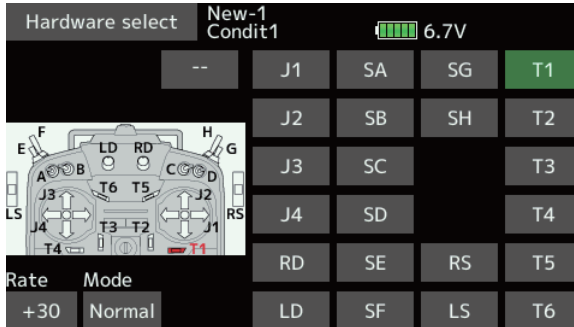 Hardware select
New-1
Condit1
6.7V
-- J1 SA SG T1
J2 SB SH T2
J3 SC T3
J4 SD T4
RD SE RS T5
LD SF LS T6
F H
E LD RD G
A B C D
J3 T6 T5 J2
LS RS
J4 T3 T2 J1
T4 T1
Rate Mode
+30 Normal